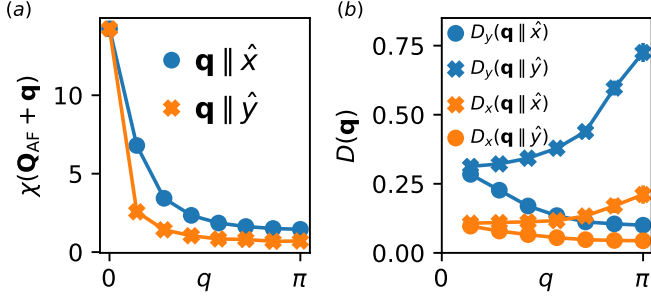 (a)
χ(Q_AF + q)
10
5
0
0
q
π
q ∥ x̂
q ∥ ŷ
(b)
D(q)
0.75
0.50
0.25
0.00
0
q
π
D_y(q ∥ x̂)
D_y(q ∥ ŷ)
D_x(q ∥ x̂)
D_x(q ∥ ŷ)